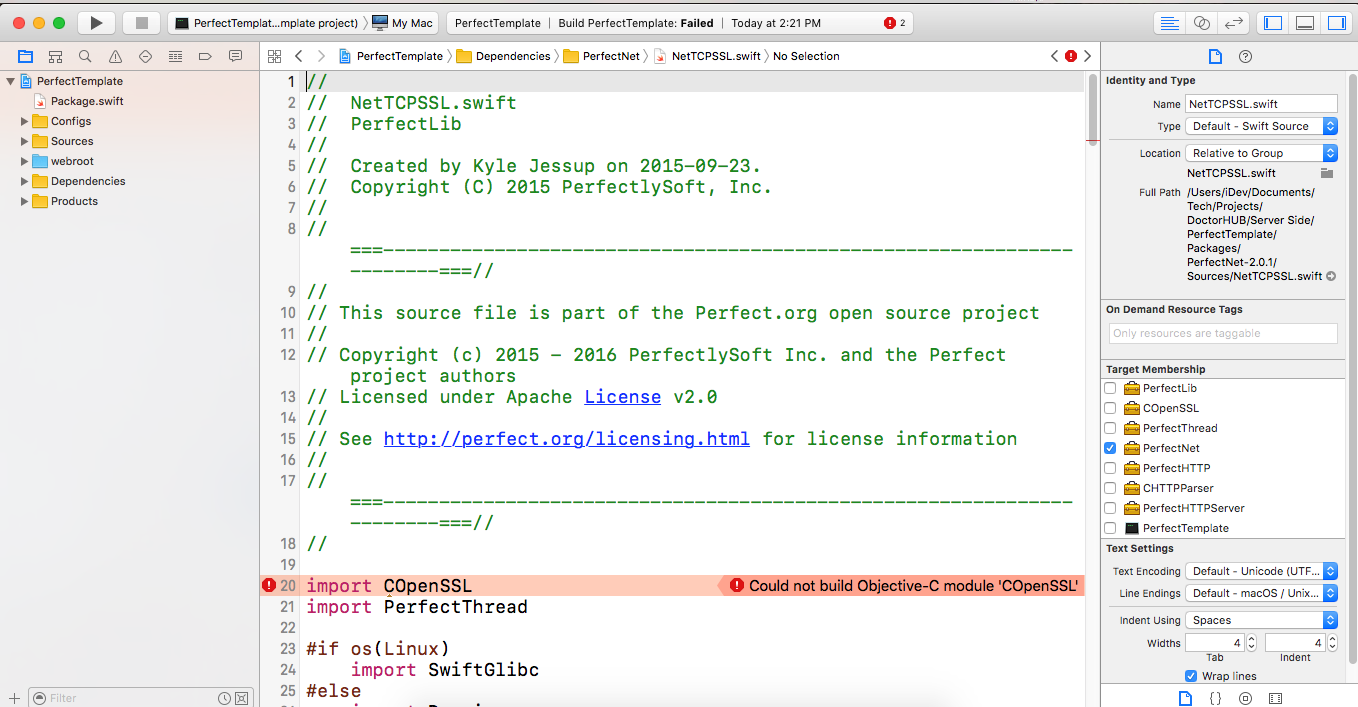 PerfectTemplat...mplate project) 〉 My Mac
PerfectTemplate | Build PerfectTemplate: Failed | Today at 2:21 PM
2
PerfectTemplate 〉 Dependencies 〉 PerfectNet 〉 NetTCPSSL.swift 〉 No Selection
PerfectTemplate
Package.swift
Configs
Sources
webroot
Dependencies
Products
Filter
1 //
2 //  NetTCPSSL.swift
3 //  PerfectLib
4 //
5 //  Created by Kyle Jessup on 2015-09-23.
6 //  Copyright (C) 2015 PerfectlySoft, Inc.
7 //
8 //
===--------------------------------------------------------------
--------===//
9 //
10 // This source file is part of the Perfect.org open source project
11 //
12 // Copyright (c) 2015 - 2016 PerfectlySoft Inc. and the Perfect
project authors
13 // Licensed under Apache License v2.0
14 //
15 // See http://perfect.org/licensing.html for license information
16 //
17 //
===--------------------------------------------------------------
--------===//
18 //
19
20 import COpenSSL
Could not build Objective-C module 'COpenSSL'
21 import PerfectThread
22
23 #if os(Linux)
24     import SwiftGlibc
25 #else
Identity and Type
Name NetTCPSSL.swift
Type Default - Swift Source
Location Relative to Group
NetTCPSSL.swift
Full Path /Users/iDev/Documents/
Tech/Projects/
DoctorHUB/Server Side/
PerfectTemplate/
Packages/
PerfectNet-2.0.1/
Sources/NetTCPSSL.swift
On Demand Resource Tags
Only resources are taggable
Target Membership
PerfectLib
COpenSSL
PerfectThread
PerfectNet
PerfectHTTP
CHTTPParser
PerfectHTTPServer
PerfectTemplate
Text Settings
Text Encoding Default - Unicode (UTF...
Line Endings Default - macOS / Unix...
Indent Using Spaces
Widths 4 4
Tab Indent
Wrap lines